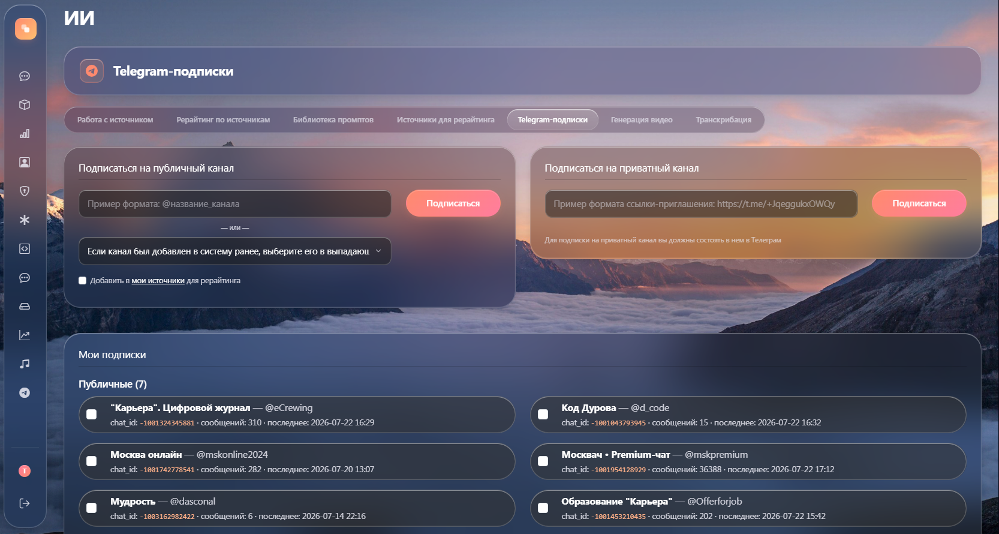 ИИ
Telegram-подписки
Работа с источником
Рерайтинг по источникам
Библиотека промптов
Источники для рерайтинга
Telegram-подписки
Генерация видео
Транскрибация
Подписаться на публичный канал
Пример формата: @название_канала
Подписаться
— или —
Если канал был добавлен в систему ранее, выберите его в выпадающ
Добавить в мои источники для рерайтинга
Подписаться на приватный канал
Пример формата ссылки-приглашения: https://t.me/+JqeggukxOWQy
Подписаться
Для подписки на приватный канал вы должны состоять в нем в Телеграм
Мои подписки
Публичные (7)
"Карьера". Цифровой журнал — @eCrewing
chat_id: -1001324345881 · сообщений: 310 · последнее: 2026-07-22 16:29
Код Дурова — @d_code
chat_id: -1001043793945 · сообщений: 15 · последнее: 2026-07-22 16:32
Москва онлайн — @mskonline2024
chat_id: -1001742778541 · сообщений: 282 · последнее: 2026-07-20 13:07
Москвач • Premium-чат — @mskpremium
chat_id: -1001954128929 · сообщений: 36388 · последнее: 2026-07-22 17:12
Мудрость — @dasconal
chat_id: -1003162982422 · сообщений: 6 · последнее: 2026-07-14 22:16
Образование "Карьера" — @Offerforjob
chat_id: -1001453210435 · сообщений: 202 · последнее: 2026-07-22 15:42
T